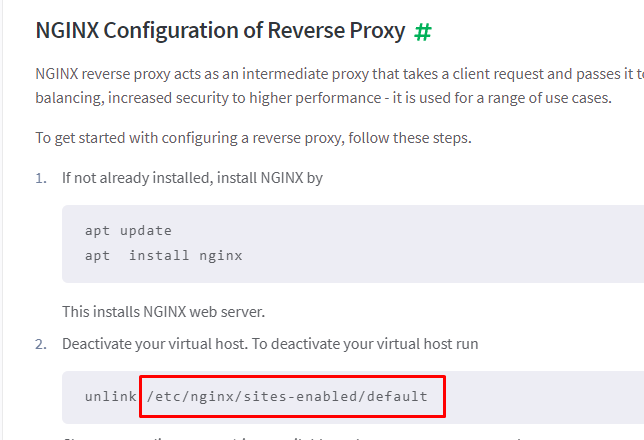 NGINX Configuration of Reverse Proxy #
NGINX reverse proxy acts as an intermediate proxy that takes a client request and passes it to
balancing, increased security to higher performance - it is used for a range of use cases.
To get started with configuring a reverse proxy, follow these steps.
1. If not already installed, install NGINX by
apt update
apt  install nginx
This installs NGINX web server.
2. Deactivate your virtual host. To deactivate your virtual host run
unlink /etc/nginx/sites-enabled/default